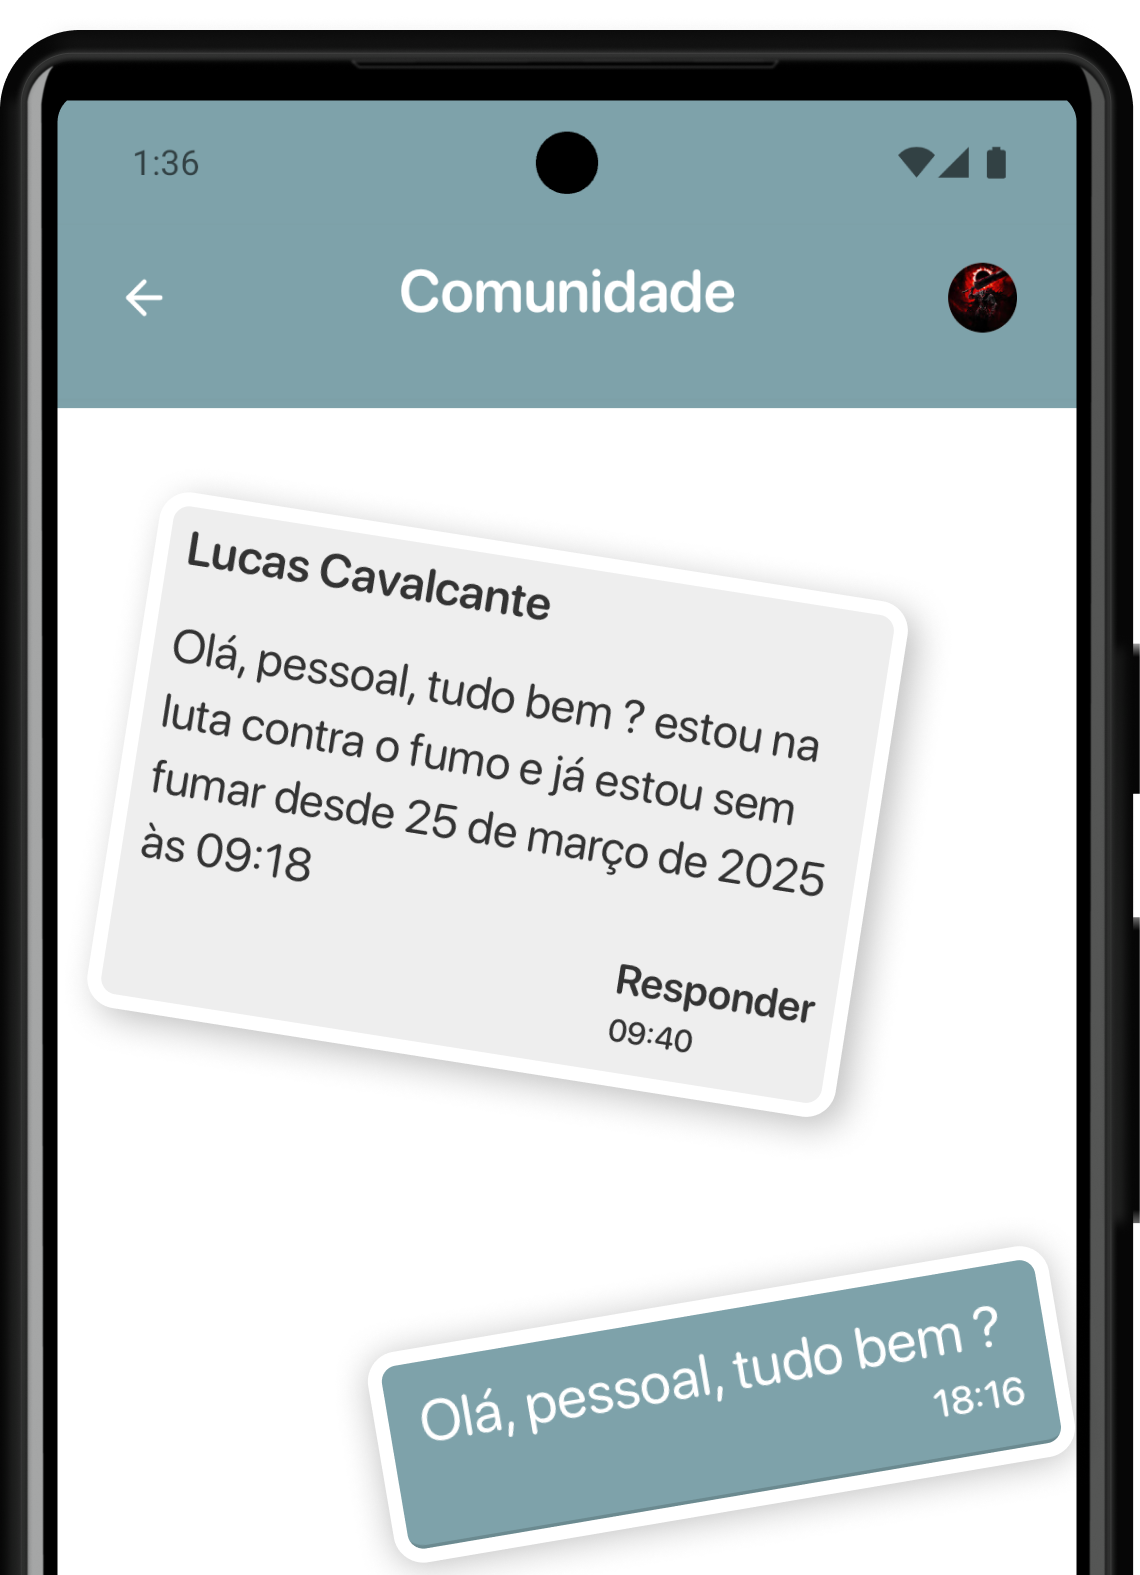 1:36
Comunidade
Lucas Cavalcante
Olá, pessoal, tudo bem ? estou na
luta contra o fumo e já estou sem
fumar desde 25 de março de 2025
às 09:18
Responder
09:40
Olá, pessoal, tudo bem ?
18:16